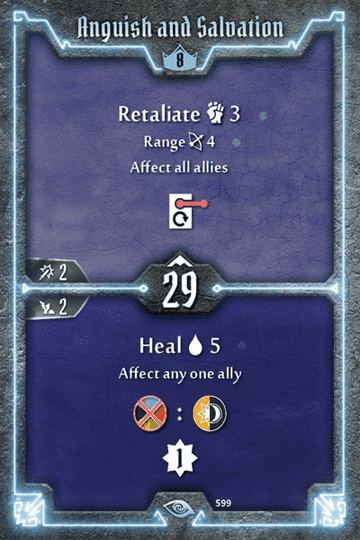 Anguish and Salvation
8
Retaliate 3
Range 4
Affect all allies
2
29
2
Heal 5
Affect any one ally
:
1
599